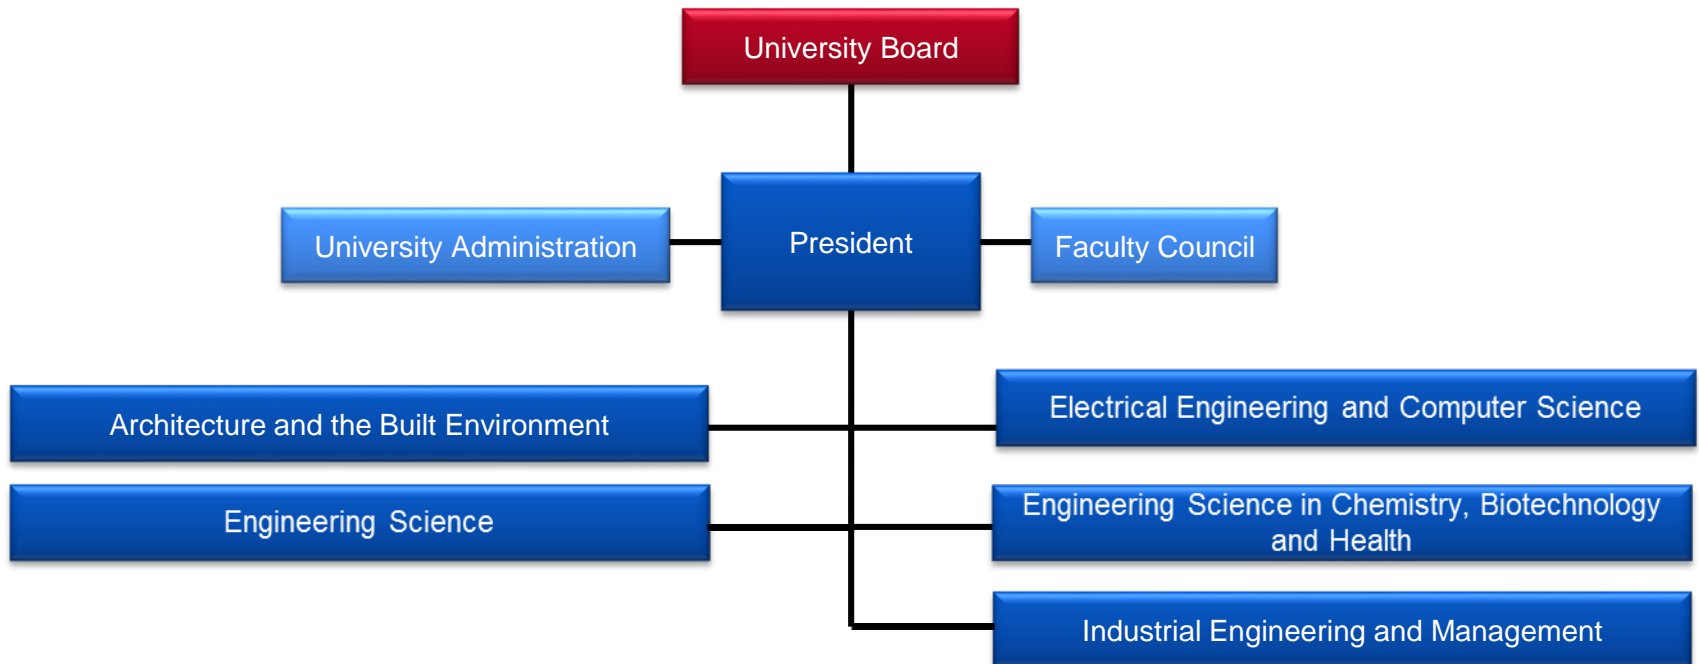 University Board
University Administration
President
Faculty Council
Architecture and the Built Environment
Electrical Engineering and Computer Science
Engineering Science
Engineering Science in Chemistry, Biotechnology
and Health
Industrial Engineering and Management